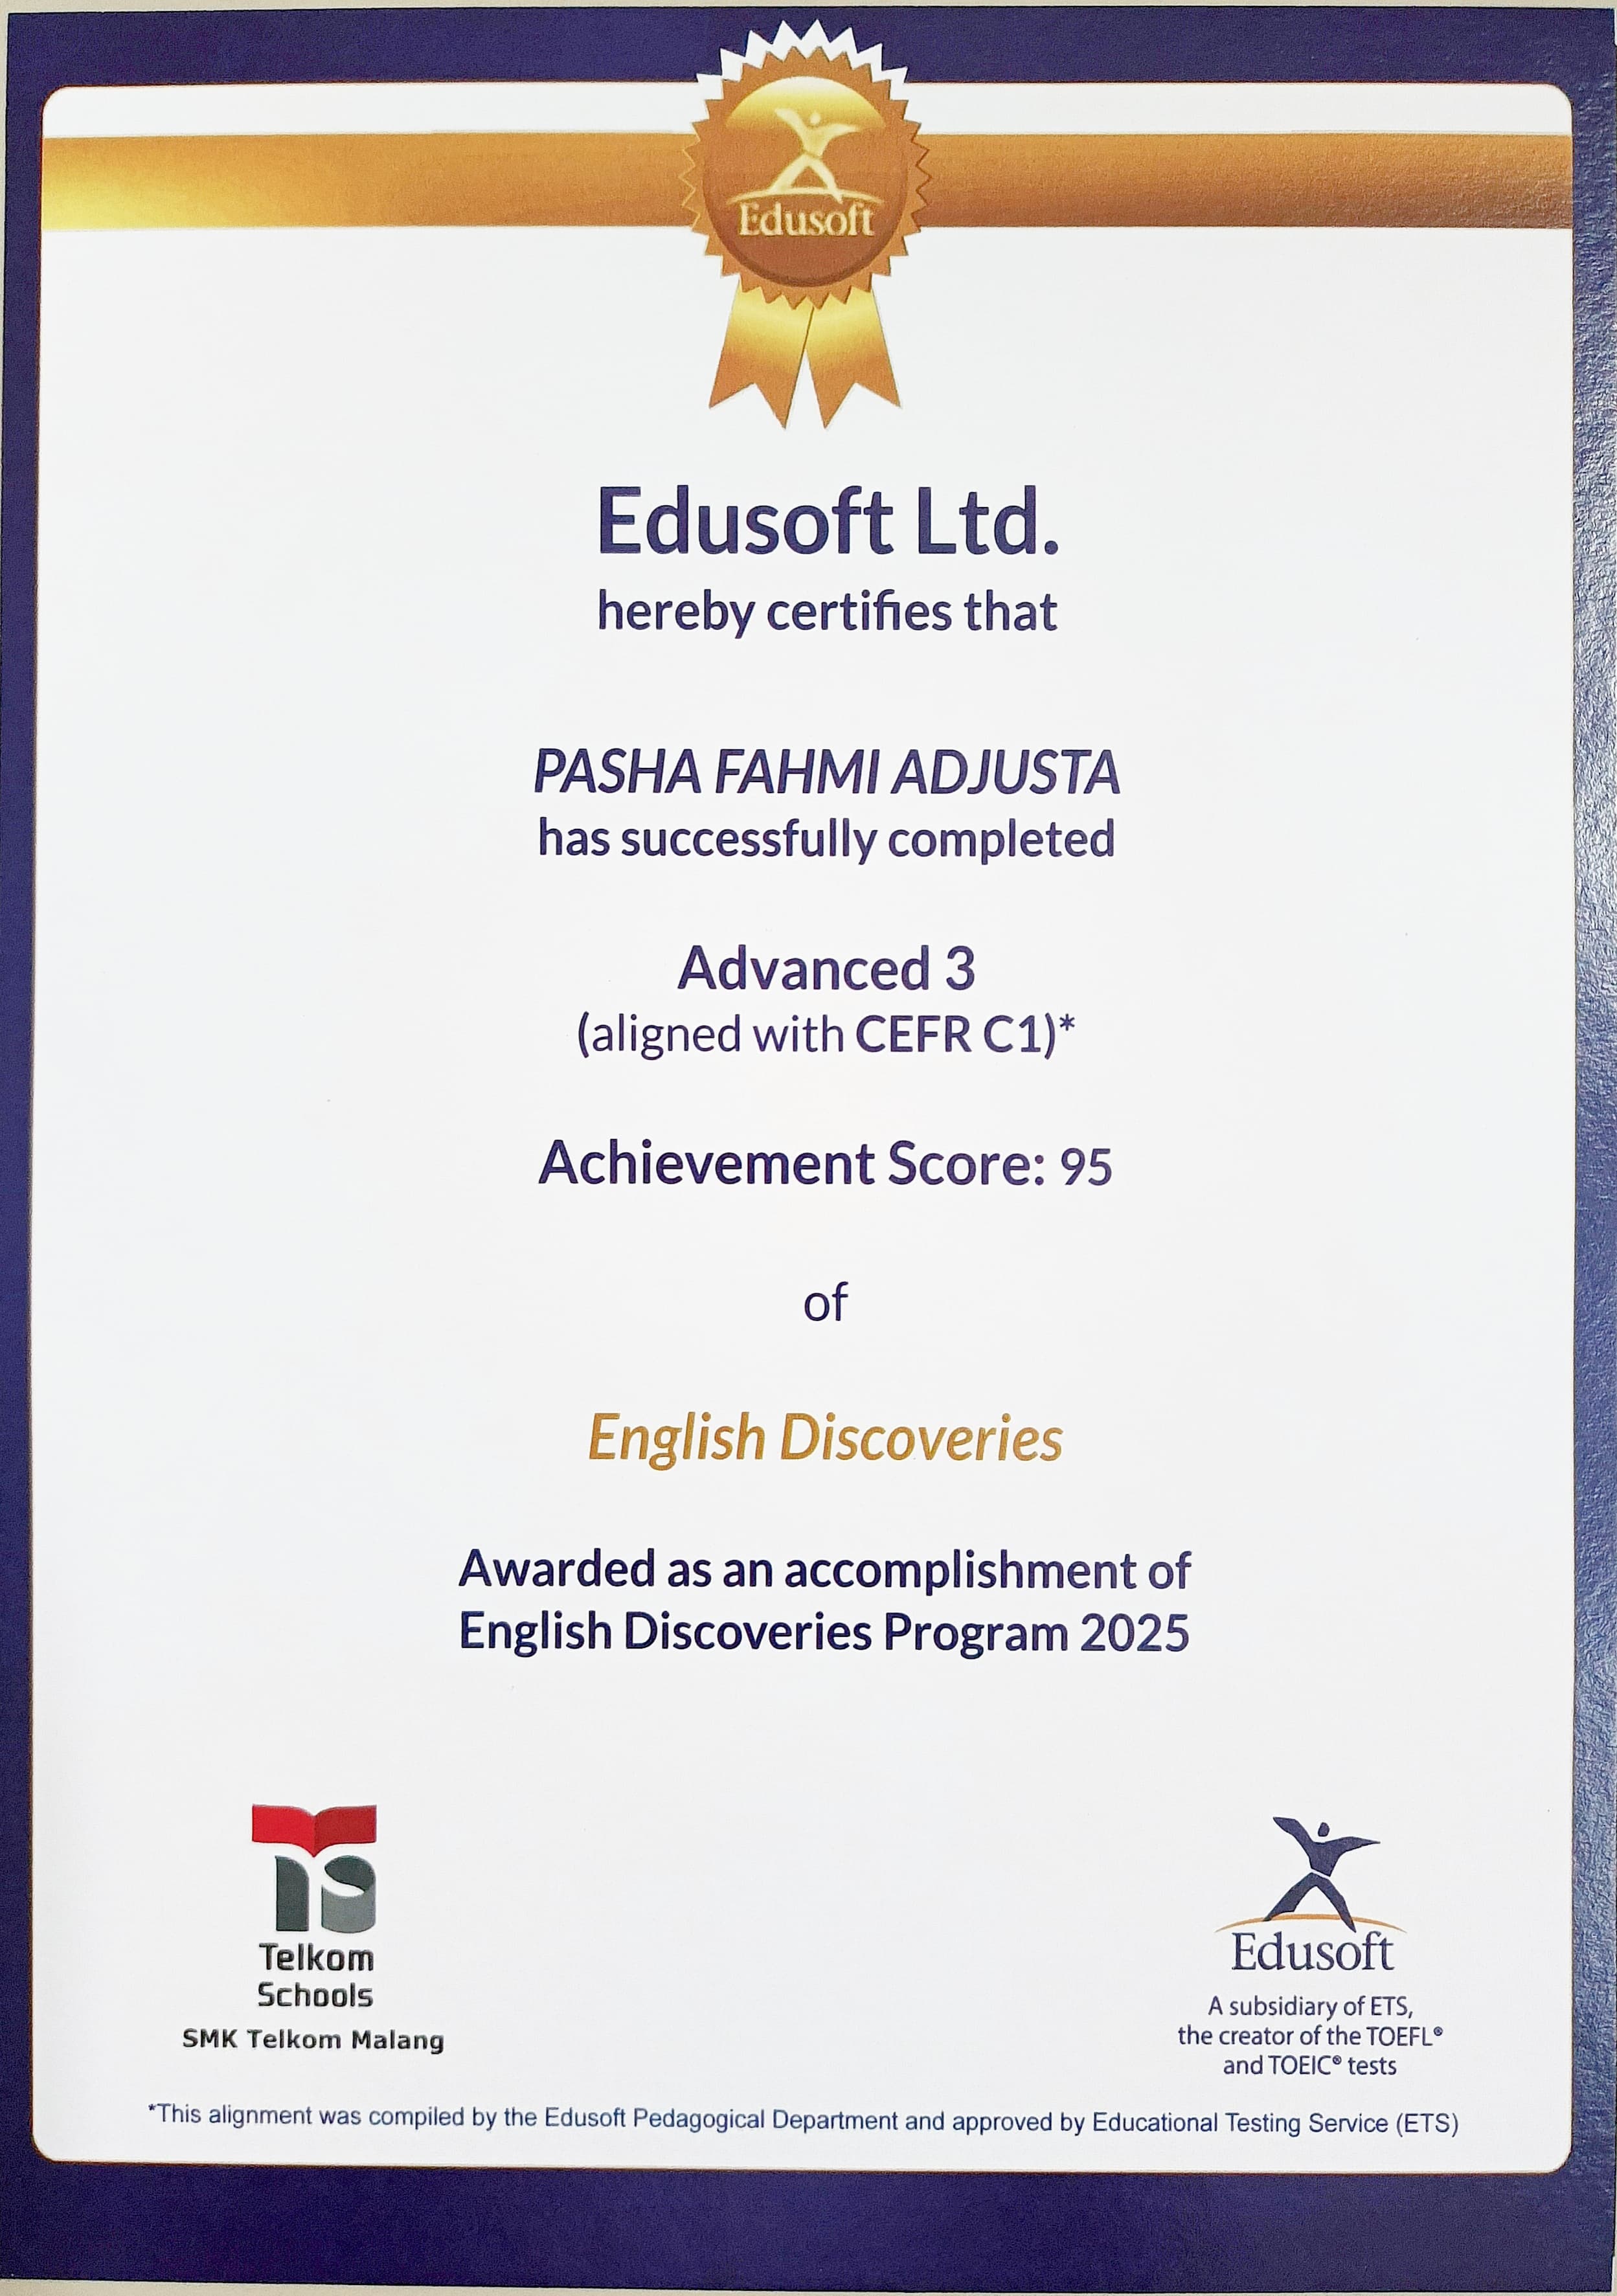 Edusoft
Edusoft Ltd.
hereby certifies that
PASHA FAHMI ADJUSTA
has successfully completed
Advanced 3
(aligned with CEFR C1)*
Achievement Score: 95
of
English Discoveries
Awarded as an accomplishment of
English Discoveries Program 2025
Telkom
Schools
SMK Telkom Malang
Edusoft
A subsidiary of ETS,
the creator of the TOEFL®
and TOEIC® tests
*This alignment was compiled by the Edusoft Pedagogical Department and approved by Educational Testing Service (ETS)